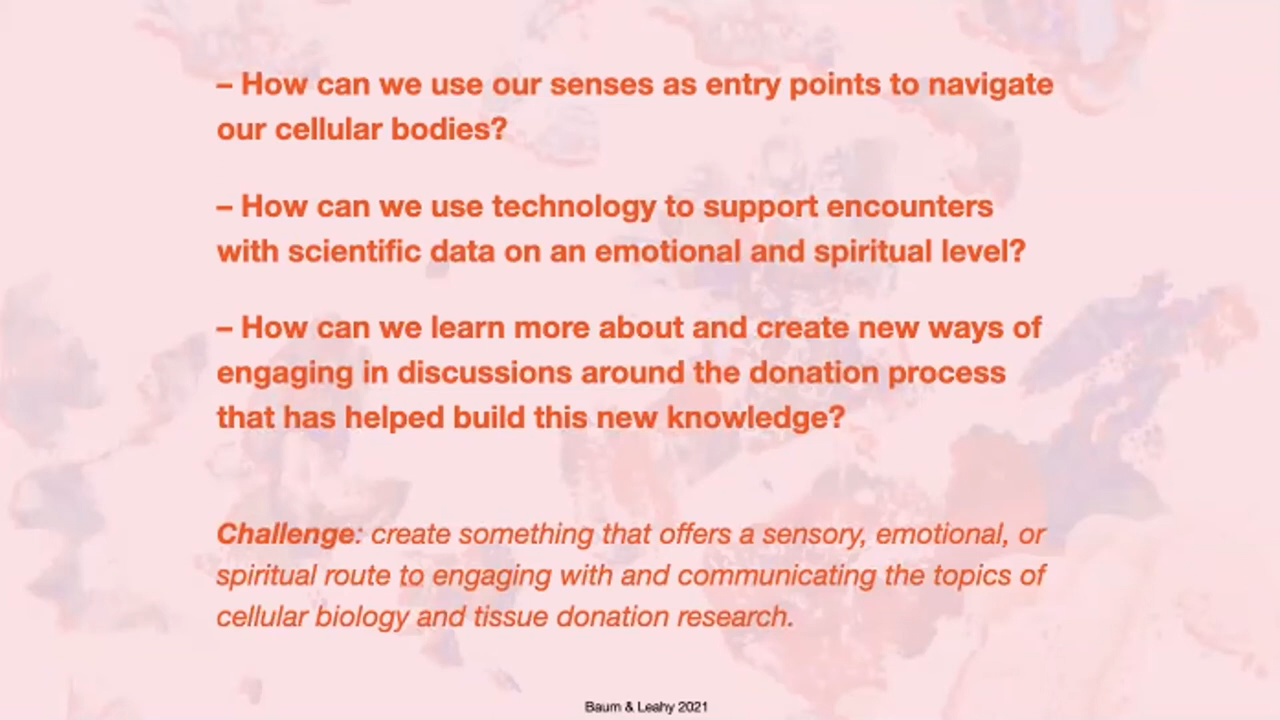 – How can we use our senses as entry points to navigate
our cellular bodies?
– How can we use technology to support encounters
with scientific data on an emotional and spiritual level?
– How can we learn more about and create new ways of
engaging in discussions around the donation process
that has helped build this new knowledge?
Challenge: create something that offers a sensory, emotional, or
spiritual route to engaging with and communicating the topics of
cellular biology and tissue donation research.
Baum & Leahy 2021